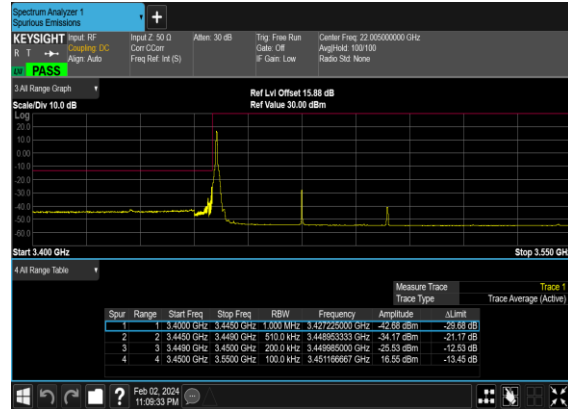 Spectrum Analyzer 1
Spurious Emissions
KEYSIGHT Input: RF Input Z: 50 Ω Atten: 30 dB Trig: Free Run Center Freq: 22.005000000 GHz
R T Coupling: DC Corr CCorr Gate: Off Avg|Hold: 100/100
Align: Auto Freq Ref: Int (S) IF Gain: Low Radio Std: None
PASS
3 All Range Graph
Ref Lvl Offset 15.88 dB
Scale/Div 10.0 dB Ref Value 30.00 dBm
Log
20.0
10.0
0.00
-10.0
-20.0
-30.0
-40.0
-50.0
-60.0
Start 3.400 GHz Stop 3.550 GHz
4 All Range Table
Measure Trace Trace 1
Trace Type Trace Average (Active)
Spur Range Start Freq Stop Freq RBW Frequency Amplitude ΔLimit
1 1 3.4000 GHz 3.4450 GHz 1.000 MHz 3.427225000 GHz -42.68 dBm -29.68 dB
2 2 3.4450 GHz 3.4490 GHz 510.0 kHz 3.448953333 GHz -34.17 dBm -21.17 dB
3 3 3.4490 GHz 3.4500 GHz 200.0 kHz 3.449985000 GHz -25.53 dBm -12.53 dB
4 4 3.4500 GHz 3.5500 GHz 100.0 kHz 3.451166667 GHz 16.55 dBm -13.45 dB
Feb 02, 2024
11:09:33 PM